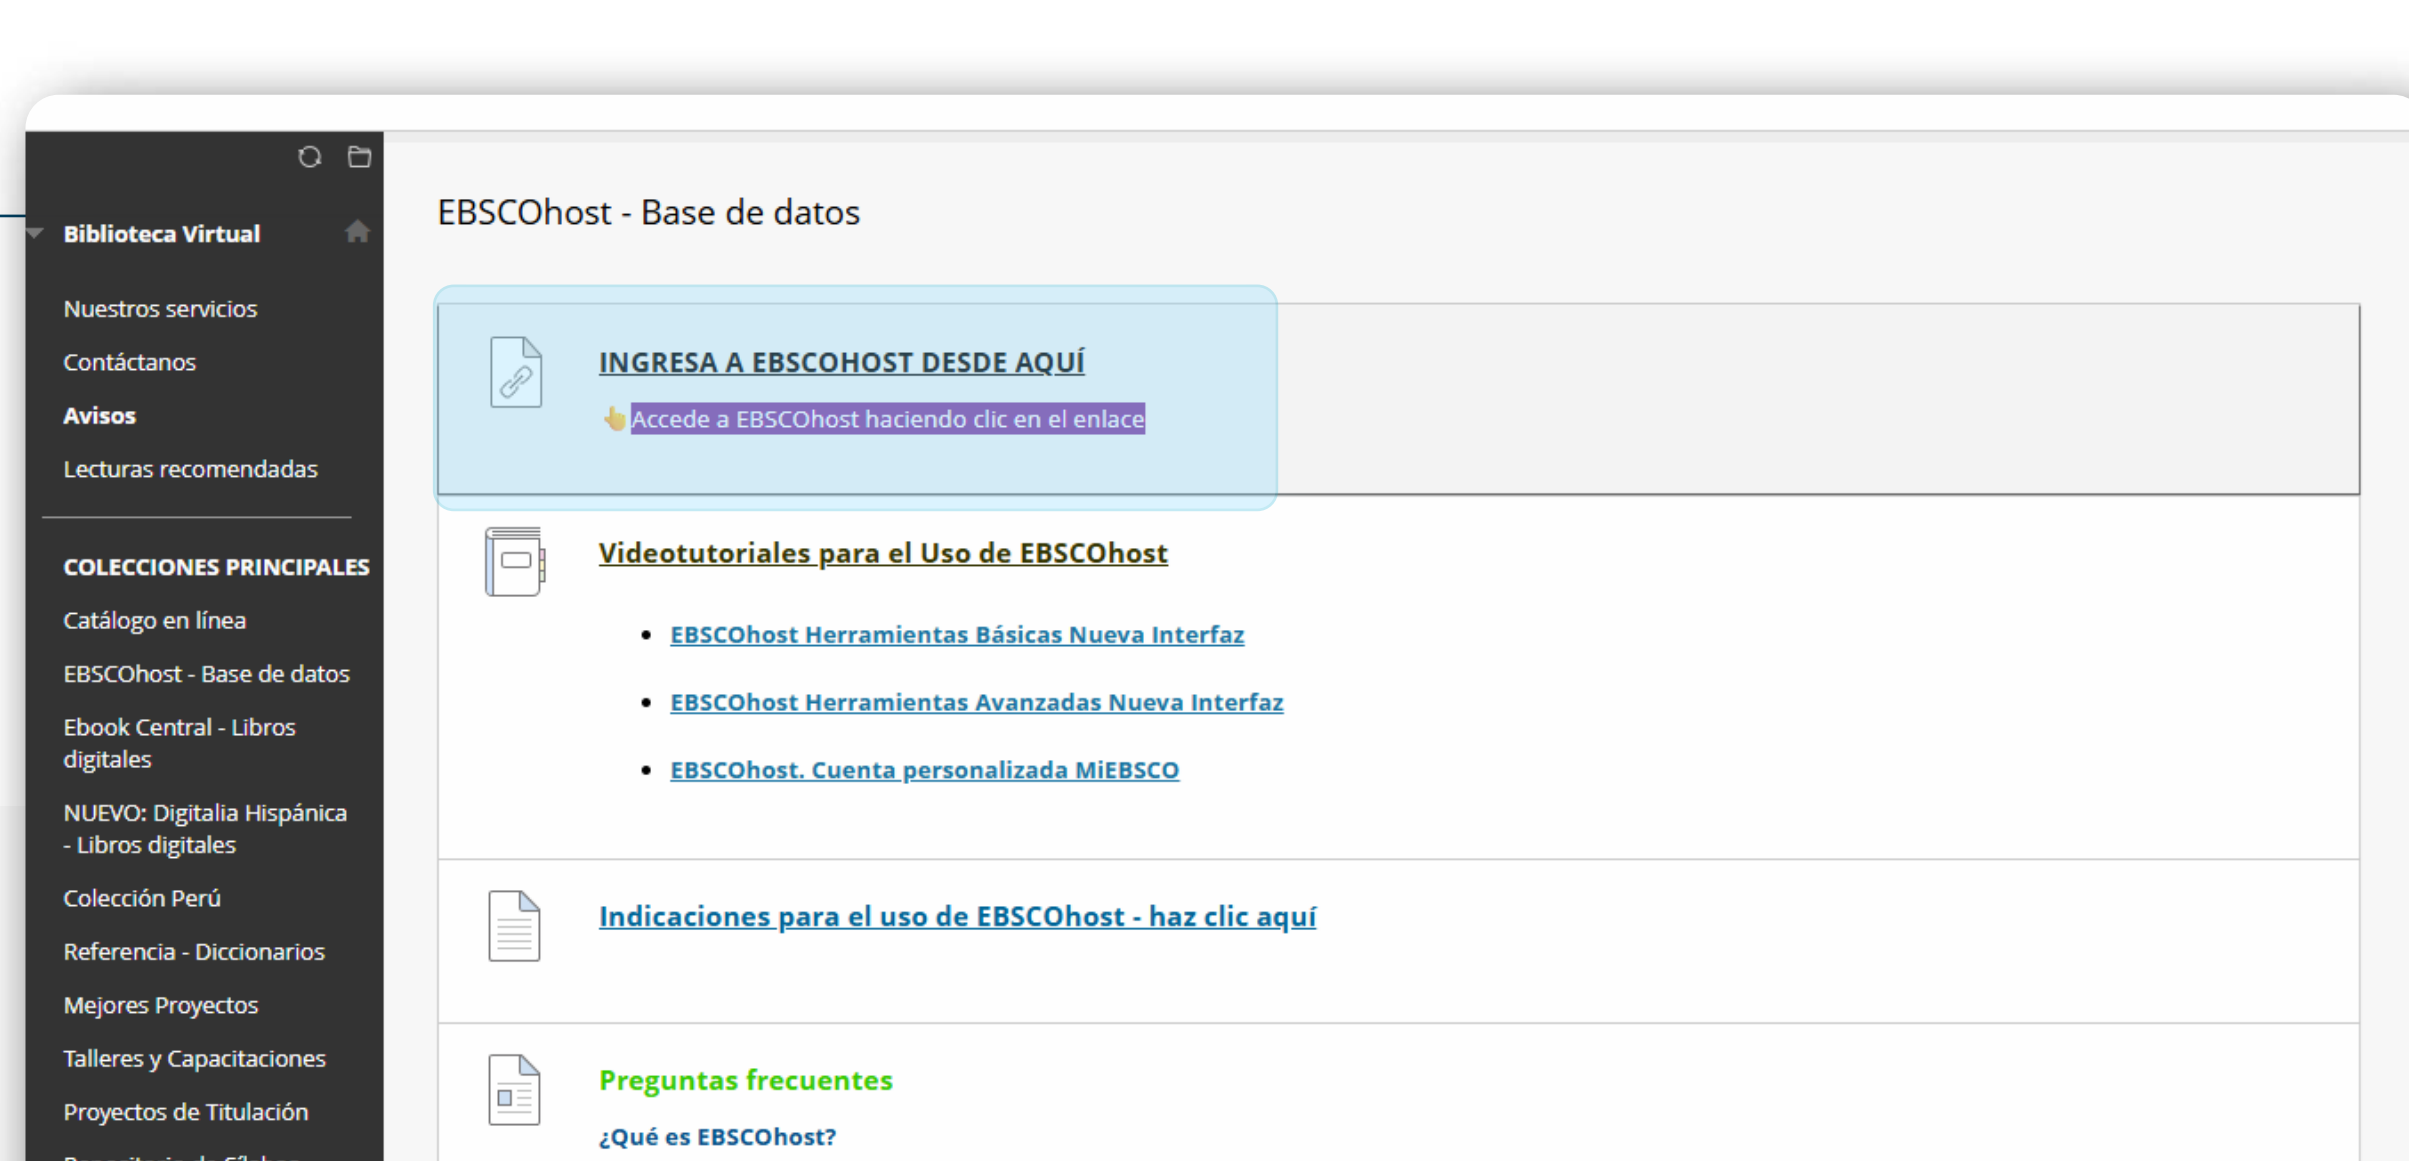 Biblioteca Virtual
Nuestros servicios
Contáctanos
Avisos
Lecturas recomendadas
COLECCIONES PRINCIPALES
Catálogo en línea
EBSCOhost - Base de datos
Ebook Central - Libros
digitales
NUEVO: Digitalia Hispánica
- Libros digitales
Colección Perú
Referencia - Diccionarios
Mejores Proyectos
Talleres y Capacitaciones
Proyectos de Titulación
EBSCOhost - Base de datos
INGRESA A EBSCOHOST DESDE AQUÍ
👆Accede a EBSCOhost haciendo clic en el enlace
Videotutoriales para el Uso de EBSCOhost
• EBSCOhost Herramientas Básicas Nueva Interfaz
• EBSCOhost Herramientas Avanzadas Nueva Interfaz
• EBSCOhost. Cuenta personalizada MiEBSCO
Indicaciones para el uso de EBSCOhost - haz clic aquí
Preguntas frecuentes
¿Qué es EBSCOhost?